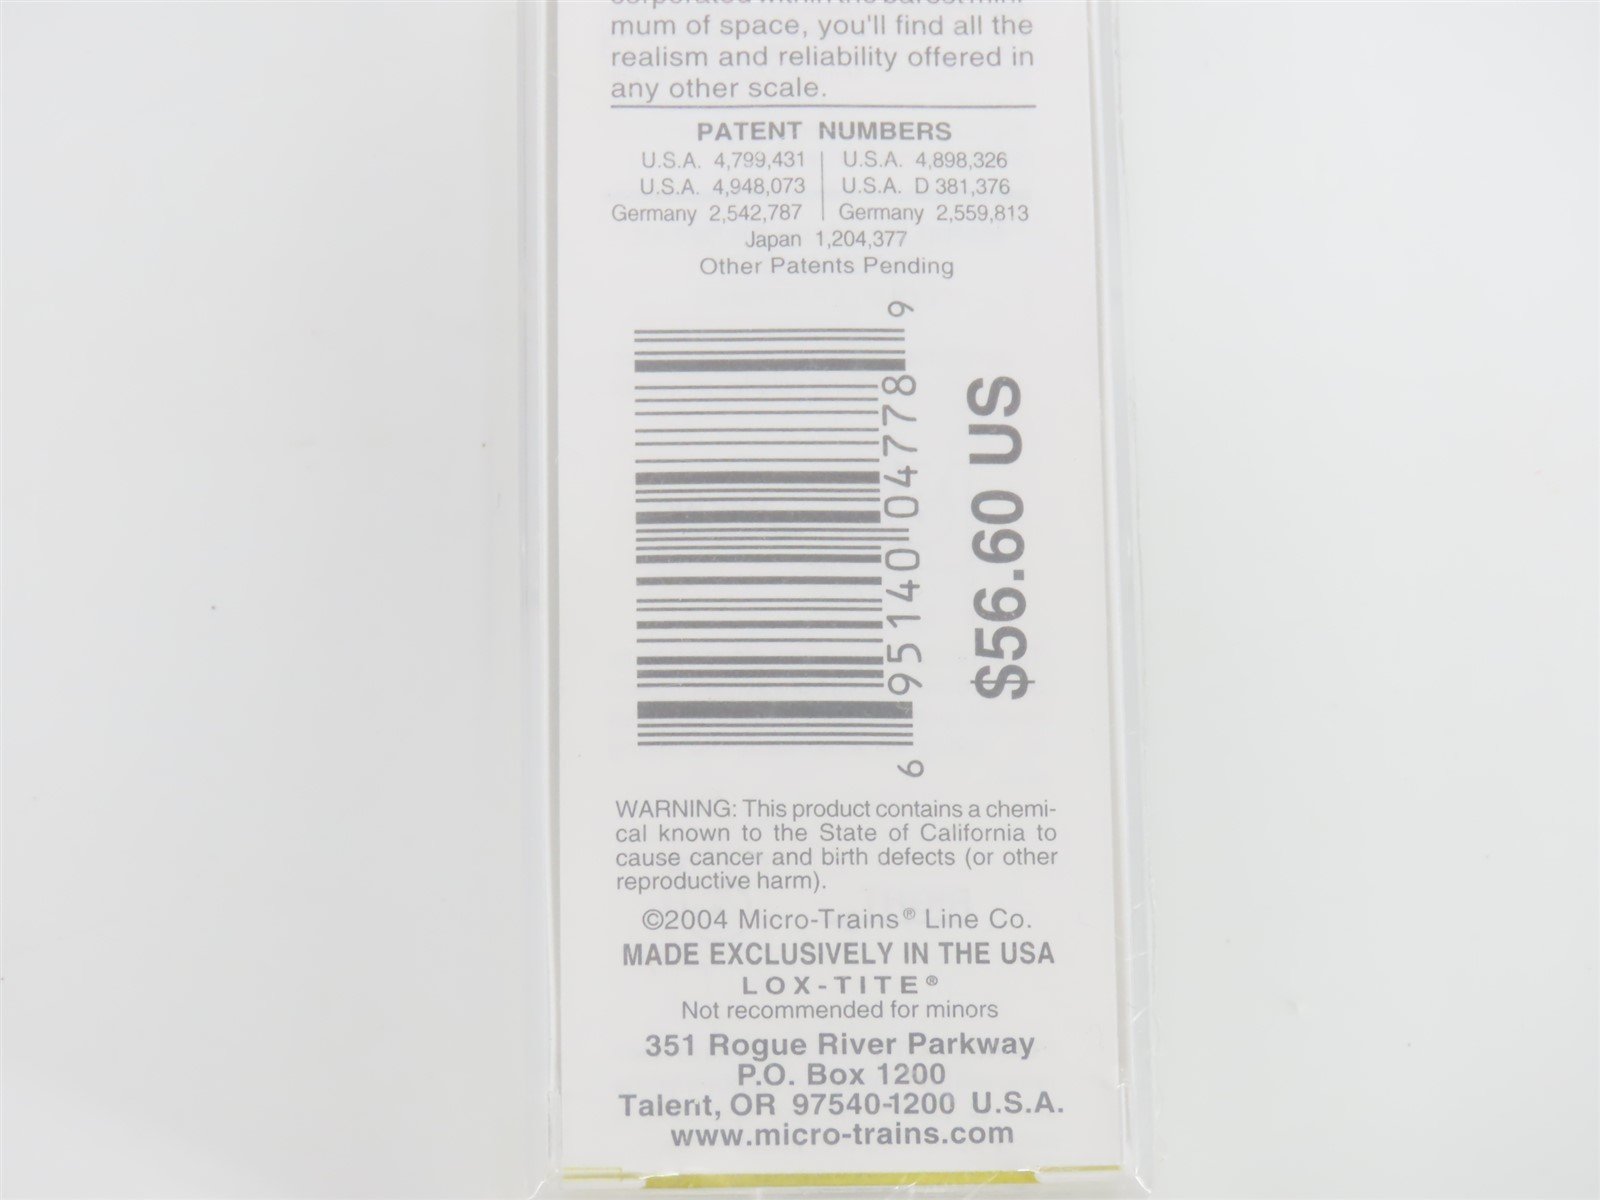 corporated within the barest mini-
mum of space, you'll find all the
realism and reliability offered in
any other scale.
PATENT NUMBERS
U.S.A. 4,799,431 | U.S.A. 4,898,326
U.S.A. 4,948,073 | U.S.A. D 381,376
Germany 2,542,787 | Germany 2,559,813
Japan 1,204,377
Other Patents Pending
6 95140 04778 9
$56.60 US
WARNING: This product contains a chemi-
cal known to the State of California to
cause cancer and birth defects (or other
reproductive harm).
©2004 Micro-Trains® Line Co.
MADE EXCLUSIVELY IN THE USA
LOX-TITE®
Not recommended for minors
351 Rogue River Parkway
P.O. Box 1200
Talent, OR 97540-1200 U.S.A.
www.micro-trains.com